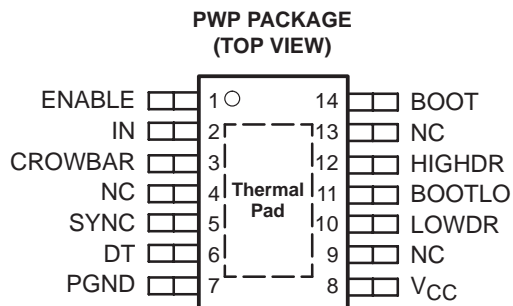 PWP PACKAGE
(TOP VIEW)
ENABLE 1 14 BOOT
IN 2 13 NC
CROWBAR 3 12 HIGHDR
NC 4 Thermal 11 BOOTLO
SYNC 5 Pad 10 LOWDR
DT 6 9 NC
PGND 7 8 VCC